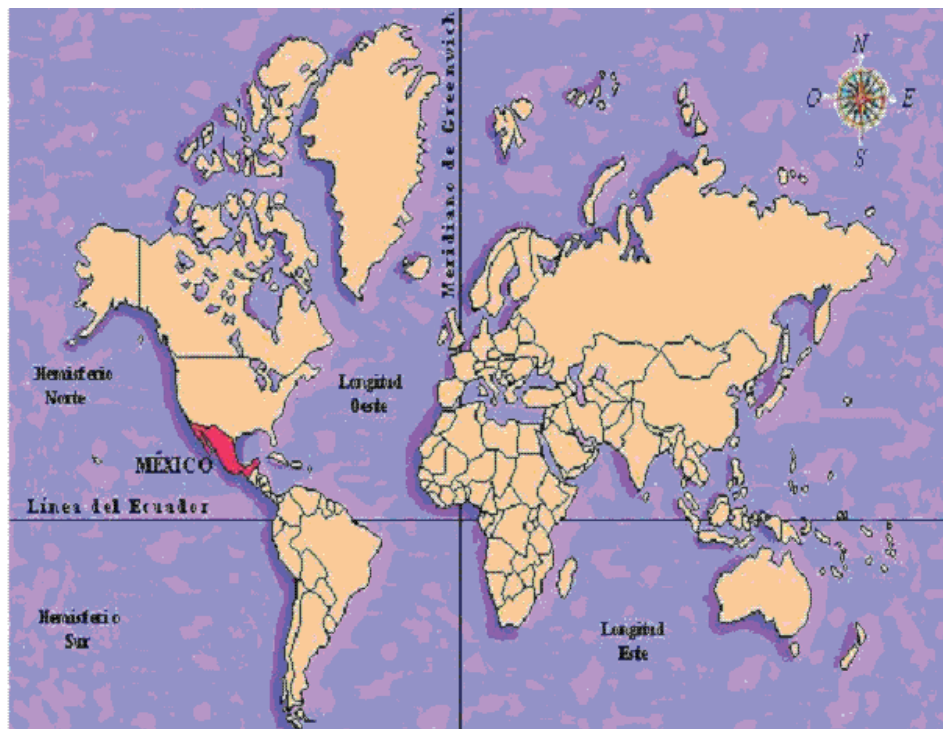 N
O E
S
Meridiano de Greenwich
Hemisferio
Norte
Longitud
Oeste
MÉXICO
Línea del Ecuador
Hemisferio
Sur
Longitud
Este